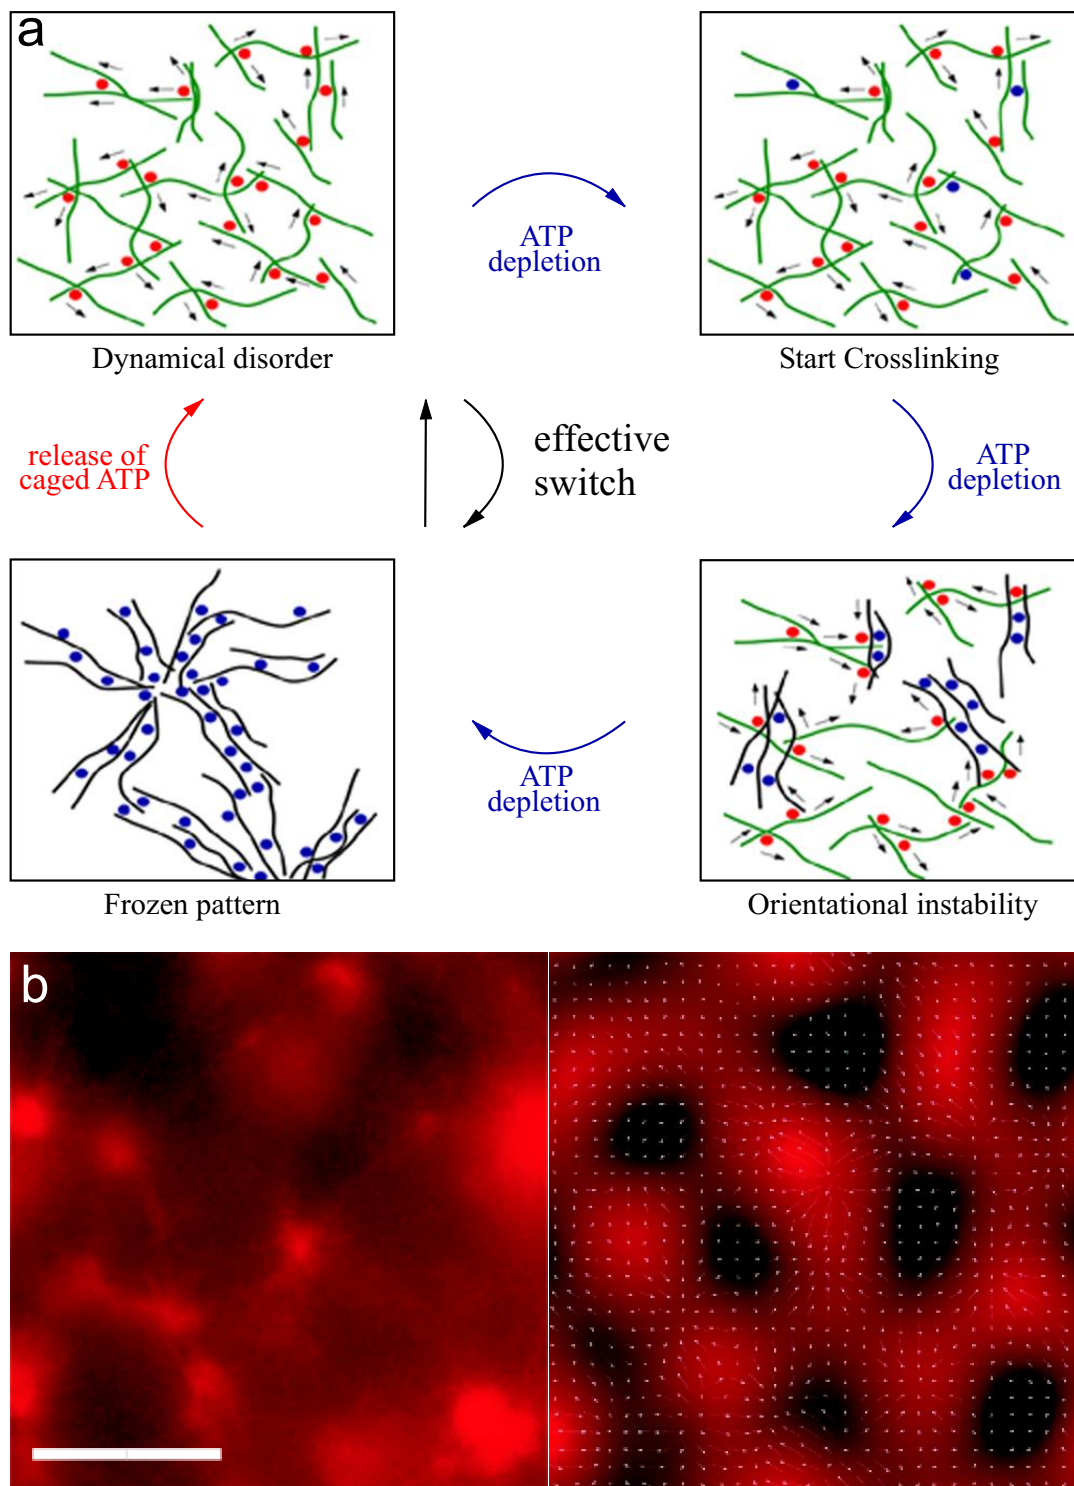 a
ATP
depletion
Dynamical disorder
Start Crosslinking
release of
caged ATP
effective
switch
ATP
depletion
ATP
depletion
Frozen pattern
Orientational instability
b